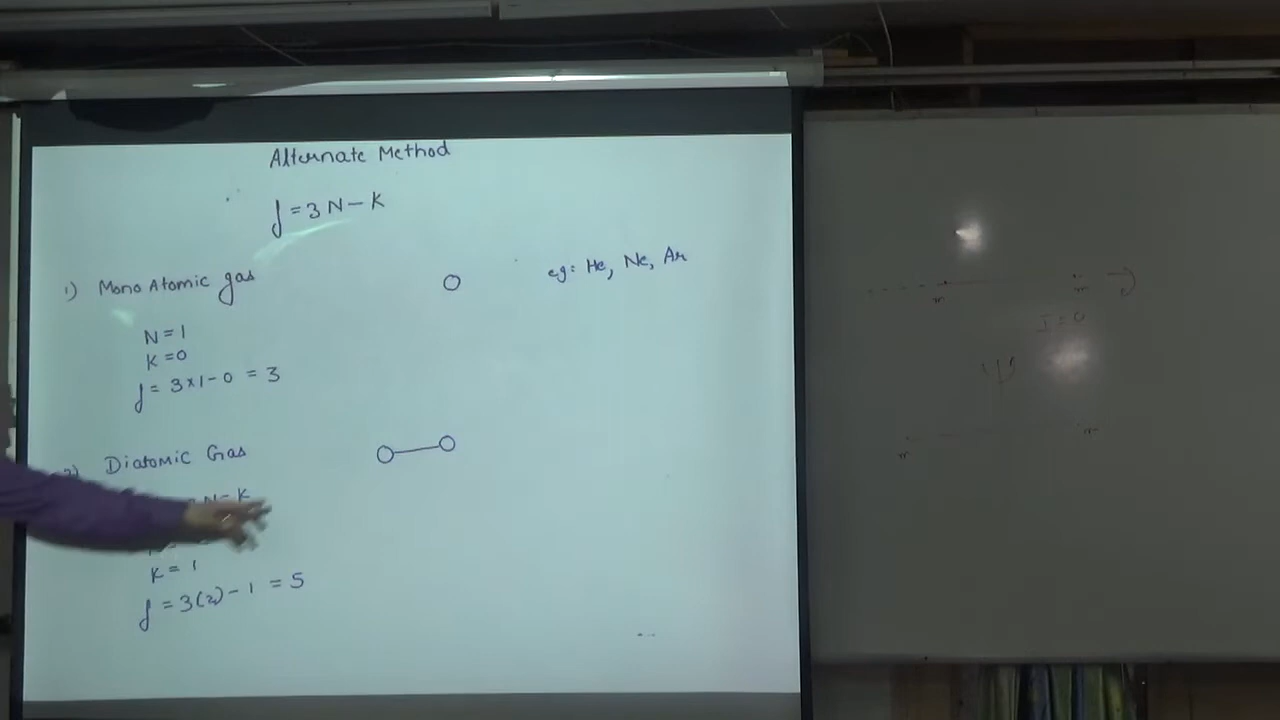 Alternate Method
f = 3N - K
1) Mono Atomic gas
eg: He, Ne, Ar
N = 1
K = 0
f = 3×1-0 = 3
2) Diatomic Gas
N - K
K = 1
f = 3(2) - 1 = 5
m
m
I = 0
m
m